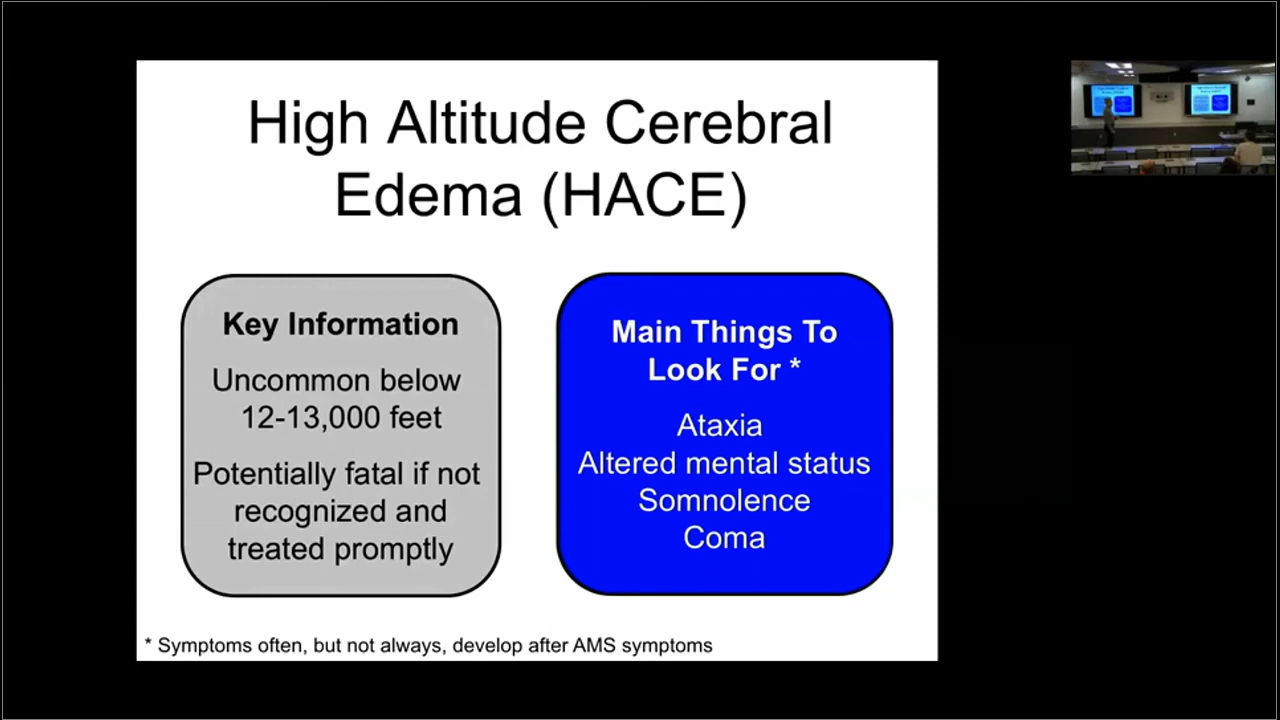 High Altitude Cerebral
Edema (HACE)
Key Information
Uncommon below
12-13,000 feet
Potentially fatal if not
recognized and
treated promptly
Main Things To
Look For *
Ataxia
Altered mental status
Somnolence
Coma
* Symptoms often, but not always, develop after AMS symptoms